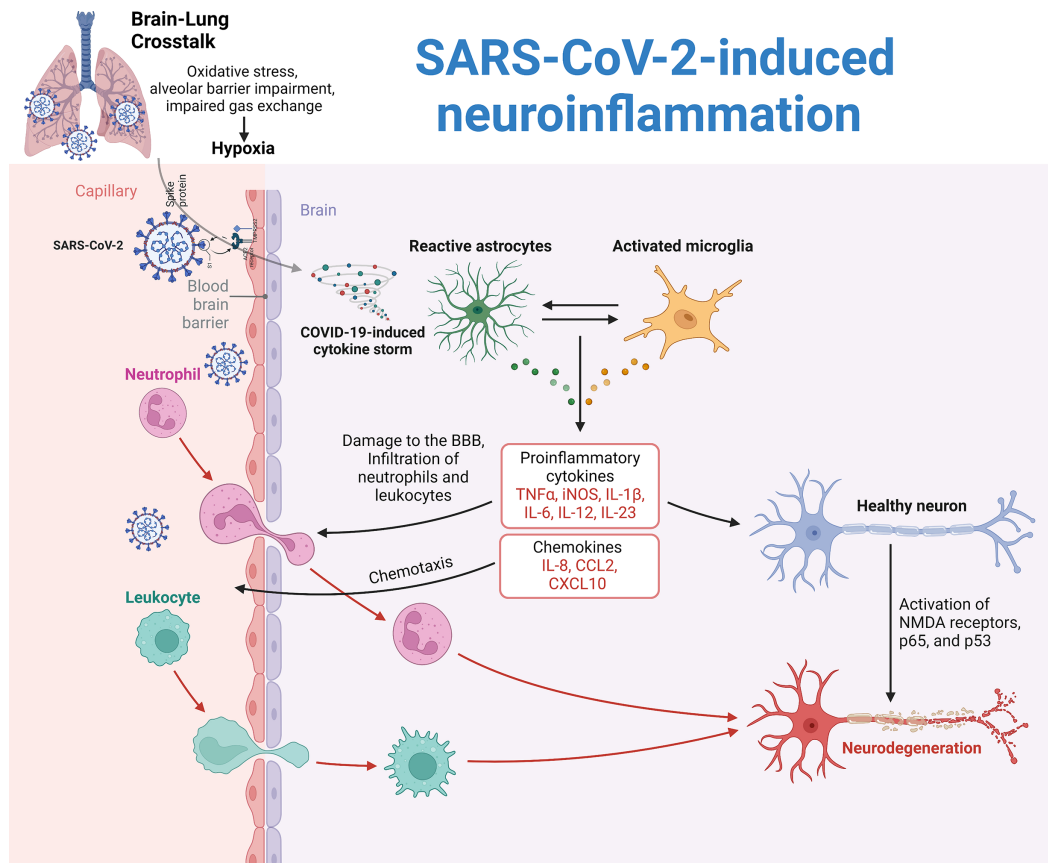 Brain-Lung
Crosstalk
SARS-CoV-2-induced
neuroinflammation
Oxidative stress,
alveolar barrier impairment,
impaired gas exchange
Hypoxia
Capillary
Spike
protein
Brain
SARS-CoV-2
S1
Blood
brain
barrier
Reactive astrocytes
Activated microglia
COVID-19-induced
cytokine storm
Neutrophil
Damage to the BBB,
Infiltration of
neutrophils and
leukocytes
Proinflammatory
cytokines
TNFα, iNOS, IL-1β,
IL-6, IL-12, IL-23
Healthy neuron
Chemokines
IL-8, CCL2,
CXCL10
Chemotaxis
Leukocyte
Activation of
NMDA receptors,
p65, and p53
Neurodegeneration